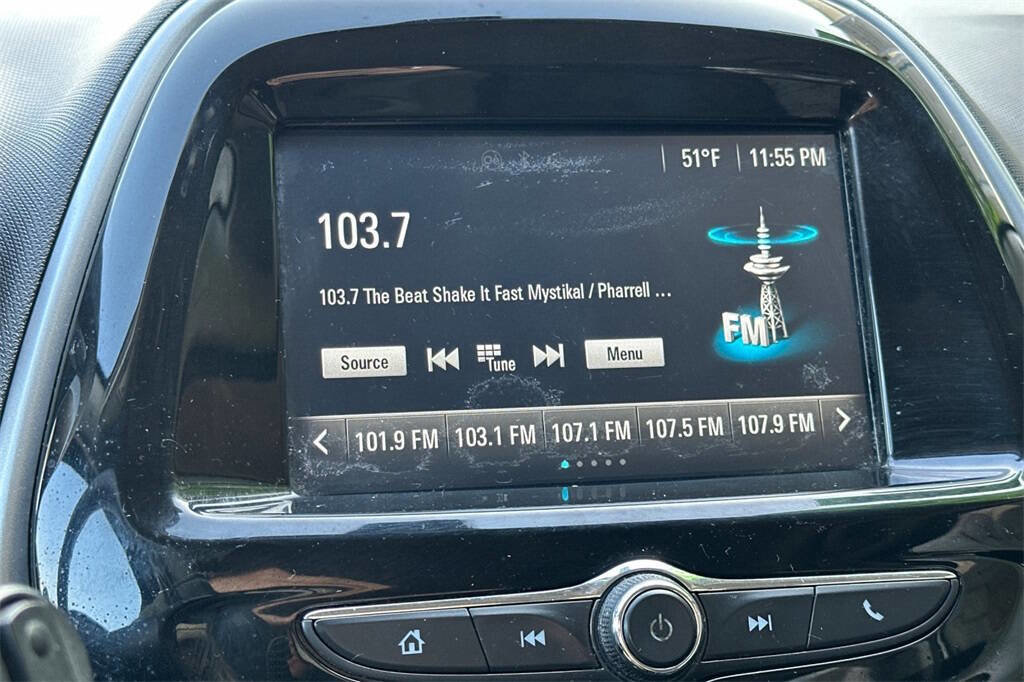 51°F 11:55 PM
103.7
103.7 The Beat Shake It Fast Mystikal / Pharrell ...
FM
Source Tune Menu
101.9 FM 103.1 FM 107.1 FM 107.5 FM 107.9 FM